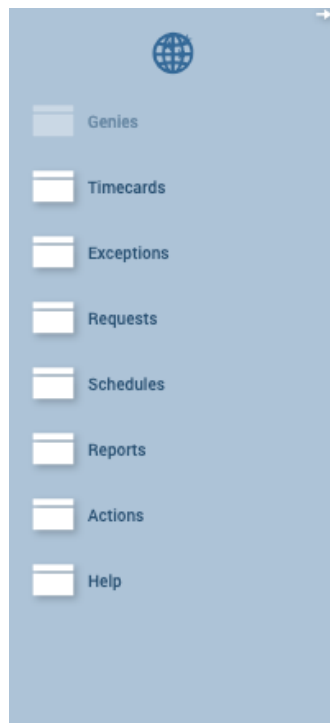 Genies
Timecards
Exceptions
Requests
Schedules
Reports
Actions
Help